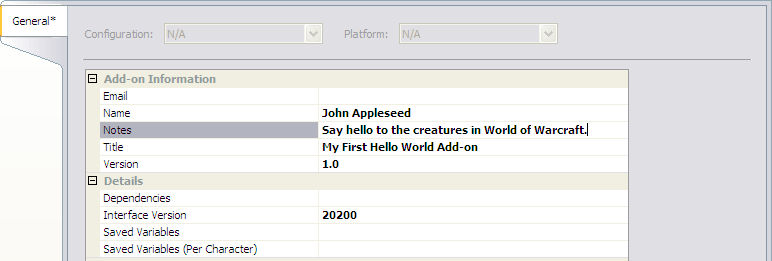 General*
Configuration: N/A Platform: N/A
Add-on Information
Email
Name John Appleseed
Notes Say hello to the creatures in World of Warcraft.
Title My First Hello World Add-on
Version 1.0
Details
Dependencies
Interface Version 20200
Saved Variables
Saved Variables (Per Character)